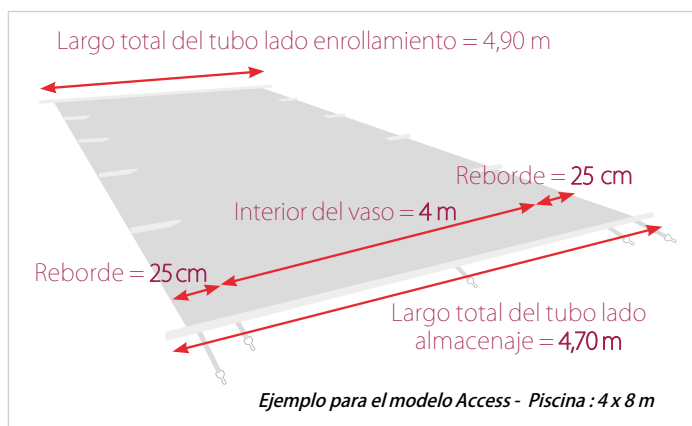 Largo total del tubo lado enrollamiento = 4,90 m
Reborde = 25 cm
Interior del vaso = 4 m
Reborde = 25 cm
Largo total del tubo lado
almacenaje = 4,70 m
Ejemplo para el modelo Access - Piscina : 4 x 8 m